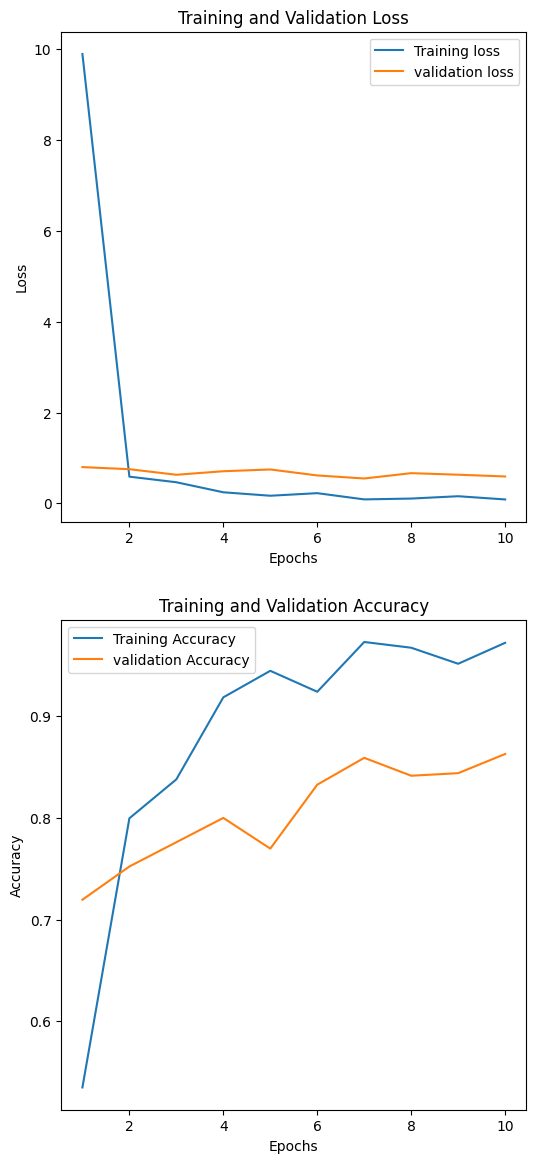 Training and Validation Loss
Training loss
validation loss
10
8
6
4
2
0
Loss
2
4
6
8
10
Epochs
Training and Validation Accuracy
Training Accuracy
validation Accuracy
0.9
0.8
0.7
0.6
Accuracy
2
4
6
8
10
Epochs